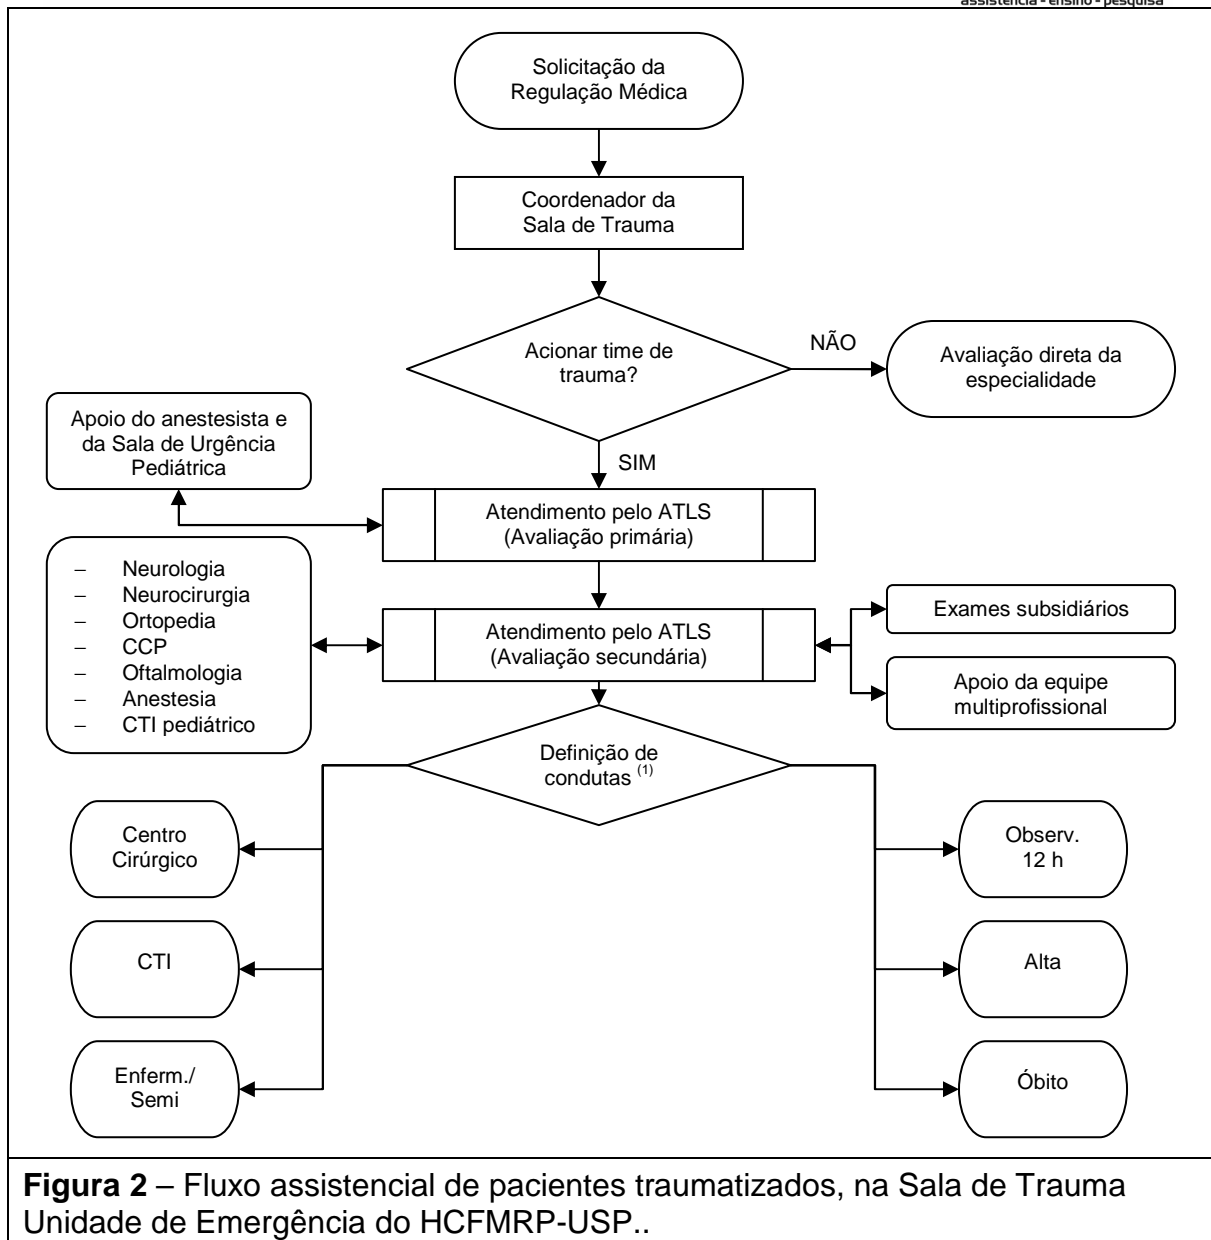 assistência - ensino - pesquisa
Solicitação da
Regulação Médica
Coordenador da
Sala de Trauma
Acionar time de
trauma?
NÃO
Avaliação direta da
especialidade
SIM
Apoio do anestesista e
da Sala de Urgência
Pediátrica
Atendimento pelo ATLS
(Avaliação primária)
– Neurologia
– Neurocirurgia
– Ortopedia
– CCP
– Oftalmologia
– Anestesia
– CTI pediátrico
Atendimento pelo ATLS
(Avaliação secundária)
Exames subsidiários
Apoio da equipe
multiprofissional
Definição de
condutas (1)
Centro
Cirúrgico
Observ.
12 h
CTI
Alta
Enferm./
Semi
Óbito
Figura 2 – Fluxo assistencial de pacientes traumatizados, na Sala de Trauma
Unidade de Emergência do HCFMRP-USP..